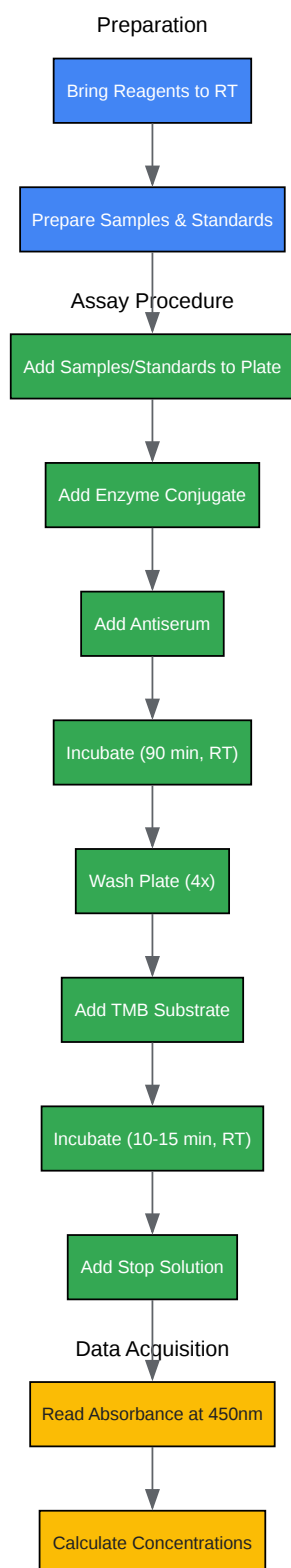 Preparation
Bring Reagents to RT
Prepare Samples & Standards
Assay Procedure
Add Samples/Standards to Plate
Add Enzyme Conjugate
Add Antiserum
Incubate (90 min, RT)
Wash Plate (4x)
Add TMB Substrate
Incubate (10-15 min, RT)
Add Stop Solution
Data Acquisition
Read Absorbance at 450nm
Calculate Concentrations